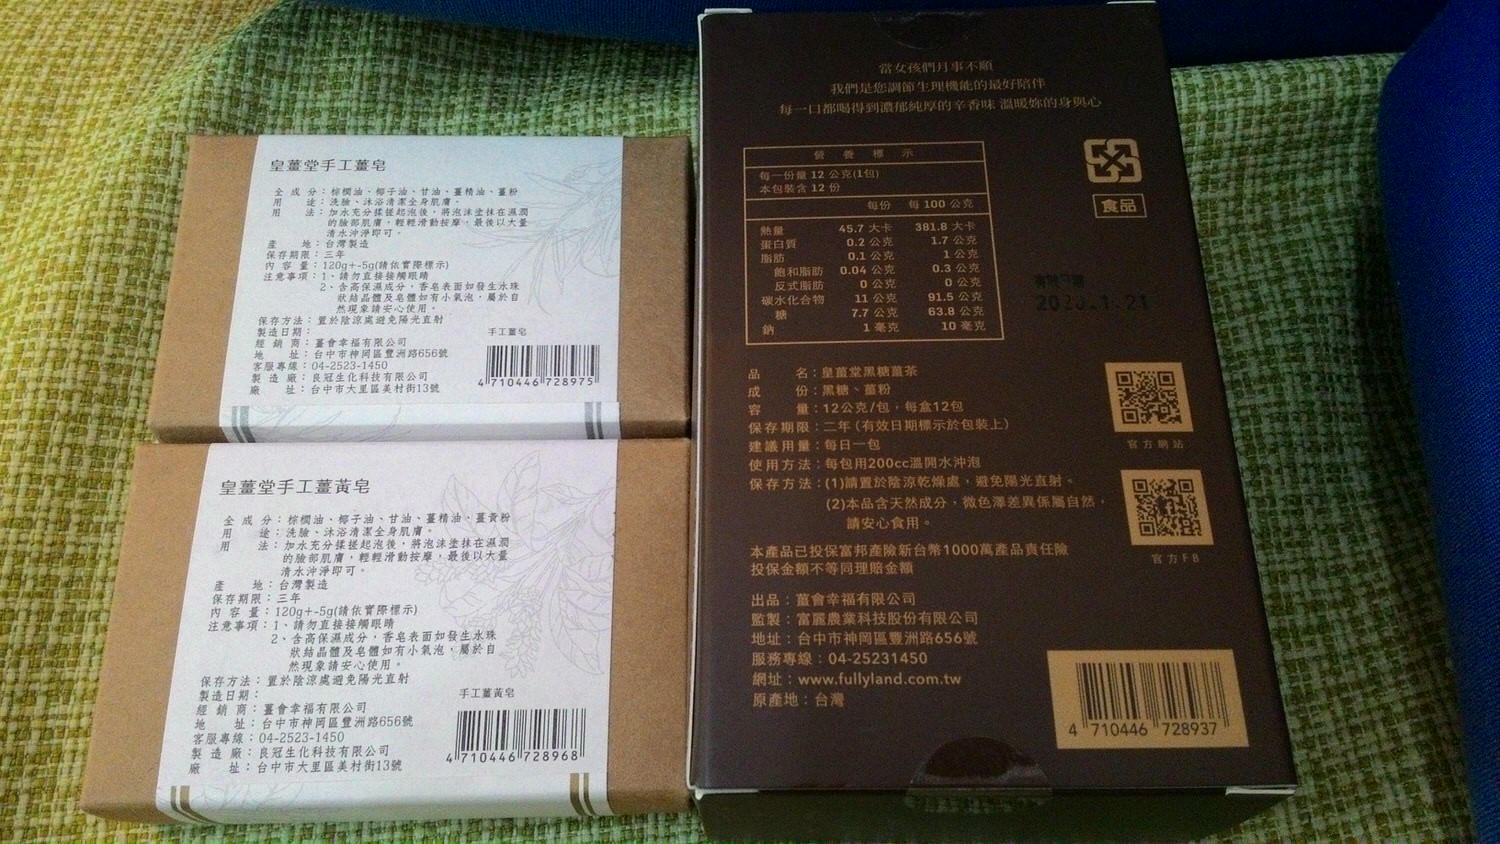 皇薑堂手工薑皂
全成分：棕櫚油、椰子油、甘油、薑精油、薑粉
用途：洗臉、沐浴清潔全身肌膚。
用法：加水充分搓搓起泡後，將泡沫塗抹在濕潤
的臉部肌膚，輕輕滑動按摩，最後以大量
清水沖淨即可。
產地：台灣製造
保存期限：三年
內容量：120g+-5g(請依實際標示)
注意事項：1、請勿直接接觸眼睛
2、含高保濕成分，香皂表面如發生水珠
狀結晶體及皂體如有小氣泡，屬於自
然現象請安心使用。
保存方法：置於陰涼處避免陽光直射
製造日期：
經銷商：薑會幸福有限公司
地址：台中市神岡區豐洲路656號
客服專線：04-2523-1450
製造廠：良冠生化科技有限公司
廠址：台中市大里區美村街13號
手工薑皂
4 710446 728975
皇薑堂手工薑黃皂
全成分：棕櫚油、椰子油、甘油、薑精油、薑黃粉
用途：洗臉、沐浴清潔全身肌膚。
用法：加水充分搓搓起泡後，將泡沫塗抹在濕潤
的臉部肌膚，輕輕滑動按摩，最後以大量
清水沖淨即可。
產地：台灣製造
保存期限：三年
內容量：120g+-5g(請依實際標示)
注意事項：1、請勿直接接觸眼睛
2、含高保濕成分，香皂表面如發生水珠
狀結晶體及皂體如有小氣泡，屬於自
然現象請安心使用。
保存方法：置於陰涼處避免陽光直射
製造日期：
經銷商：薑會幸福有限公司
地址：台中市神岡區豐洲路656號
客服專線：04-2523-1450
製造廠：良冠生化科技有限公司
廠址：台中市大里區美村街13號
手工薑黃皂
4 710446 728968
當女孩們月事不順
我們是您調節生理機能的最好陪伴
每一口都喝得到濃郁純厚的辛香味 溫暖妳的身與心
營養標示
每一份量 12 公克(1包)
本包裝含 12 份
每份 每 100 公克
熱量 45.7 大卡 381.8 大卡
蛋白質 0.2 公克 1.7 公克
脂肪 0.1 公克 1 公克
飽和脂肪 0.04 公克 0.3 公克
反式脂肪 0 公克 0 公克
碳水化合物 11 公克 91.5 公克
糖 7.7 公克 63.8 公克
鈉 1 毫克 10 毫克
食品
品名：皇薑堂黑糖薑茶
成份：黑糖、薑粉
容量：12公克/包，每盒12包
保存期限：二年(有效日期標示於包裝上)
建議用量：每日一包
使用方法：每包用200cc溫開水沖泡
保存方法：(1)請置於陰涼乾燥處，避免陽光直射。
(2)本品含天然成分，微色澤差異係屬自然，
請安心食用。
官方網站
官方FB
本產品已投保富邦產險新台幣1000萬產品責任險
投保金額不等同理賠金額
出品：薑會幸福有限公司
監製：富麗農業科技股份有限公司
地址：台中市神岡區豐洲路656號
服務專線：04-25231450
網址：www.fullyland.com.tw
原產地：台灣
4 710446 728937